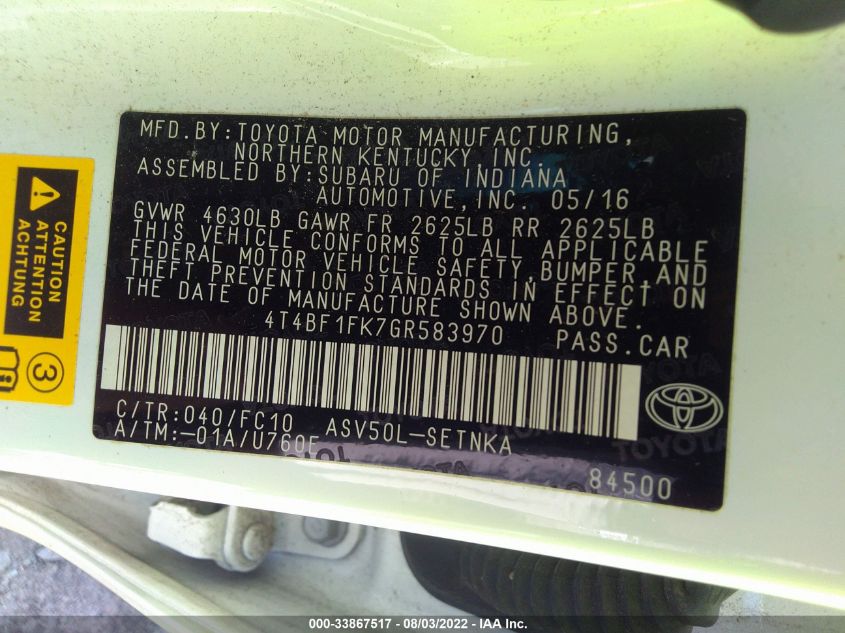 MFD.BY:TOYOTA MOTOR MANUFACTURING,
NORTHERN KENTUCKY INC.
ASSEMBLED BY:SUBARU OF INDIANA
AUTOMOTIVE,INC. 05/16
GVWR 4630LB GAWR FR 2625LB RR 2625LB
THIS VEHICLE CONFORMS TO ALL APPLICABLE
FEDERAL MOTOR VEHICLE SAFETY,BUMPER,AND
THEFT PREVENTION STANDARDS IN EFFECT ON
THE DATE OF MANUFACTURE SHOWN ABOVE.
4T4BF1FK7GR583970 PASS.CAR
C/TR:040/FC10 ASV50L-SETNKA
A/TM:-01A/U760E
84500
TOYOTA
CAUTION
ATTENTION
ACHTUNG
3
000-33867517 - 08/03/2022 - IAA Inc.